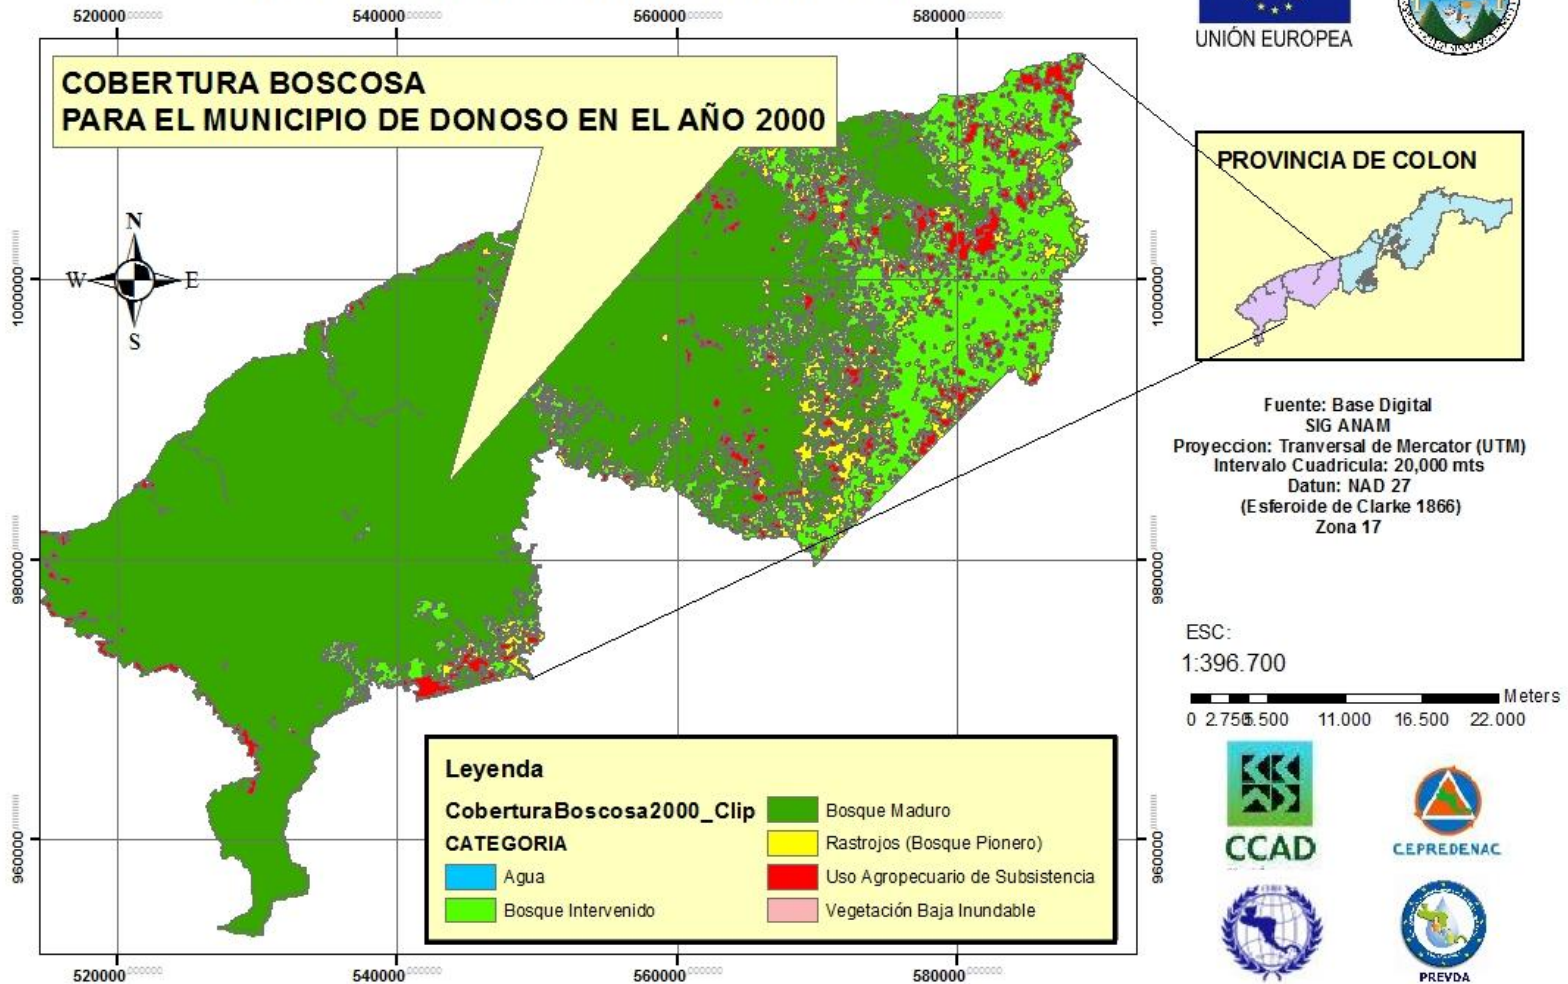 520000
540000
560000
580000
UNIÓN EUROPEA
COBERTURA BOSCOSA
PARA EL MUNICIPIO DE DONOSO EN EL AÑO 2000
N
W
E
S
1000000
1000000
980000
980000
960000
960000
PROVINCIA DE COLON
Fuente: Base Digital
SIG ANAM
Proyeccion: Tranversal de Mercator (UTM)
Intervalo Cuadricula: 20,000 mts
Datun: NAD 27
(Esferoide de Clarke 1866)
Zona 17
ESC:
1:396.700
Meters
0 2.750 5.500 11.000 16.500 22.000
Leyenda
CoberturaBoscosa2000_Clip
CATEGORIA
Agua
Bosque Intervenido
Bosque Maduro
Rastrojos (Bosque Pionero)
Uso Agropecuario de Subsistencia
Vegetación Baja Inundable
CCAD
CEPREDENAC
PREVDA
520000
540000
560000
580000